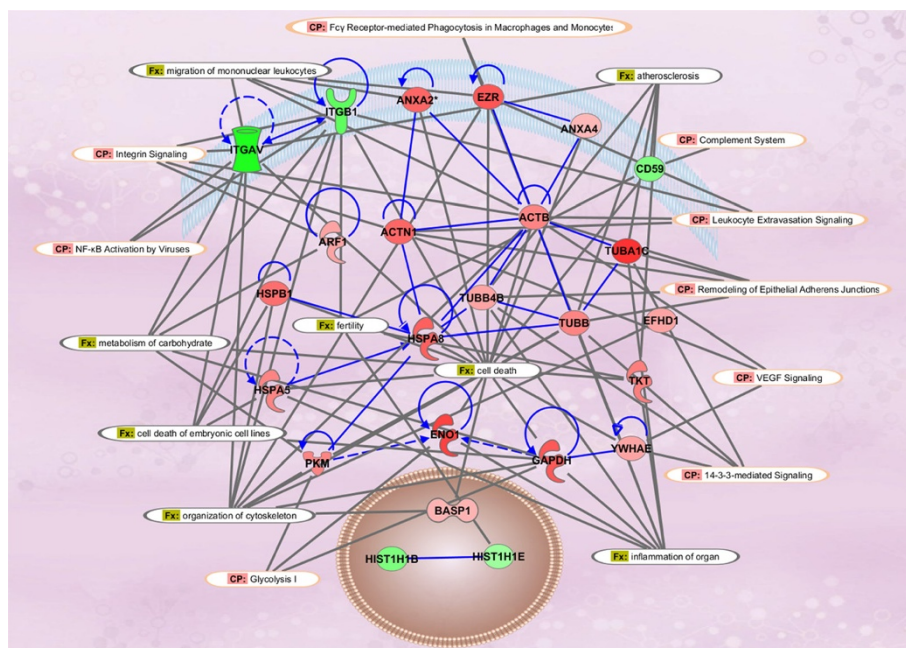 CP: Fcγ Receptor-mediated Phagocytosis in Macrophages and Monocytes
Fx: migration of mononuclear leukocytes
Fx: atherosclerosis
ANXA2*
EZR
ITGB1
ANXA4
CP: Complement System
ITGAV
CP: Integrin Signaling
CD59
ACTB
CP: Leukocyte Extravasation Signaling
ACTN1
ARF1
CP: NF-κB Activation by Viruses
TUBA1C
CP: Remodeling of Epithelial Adherens Junctions
HSPB1
TUBB4B
EFHD1
Fx: fertility
TUBB
HSPA8
Fx: metabolism of carbohydrate
Fx: cell death
CP: VEGF Signaling
TKT
HSPA5
Fx: cell death of embryonic cell lines
ENO1
YWHAE
PKM
GAPDH
CP: 14-3-3-mediated Signaling
BASP1
Fx: organization of cytoskeleton
HIST1H1B
HIST1H1E
Fx: inflammation of organ
CP: Glycolysis I